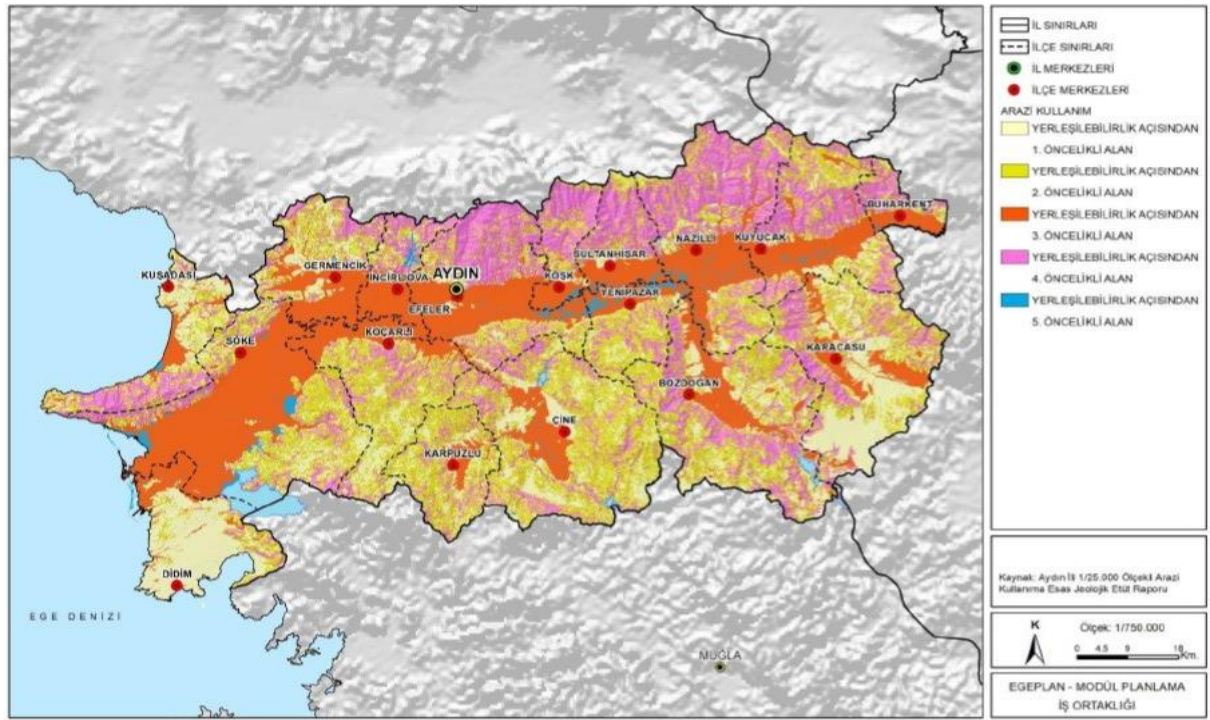 KUŞADASI
GERMENCİK
İNCİRLİOVA
AYDIN
EFELER
KÖŞK
SULTANHİSAR
NAZİLLİ
KUYUCAK
BUHARKENT
YENİPAZAR
SÖKE
KOÇARLI
KARACASU
BOZDOĞAN
ÇİNE
KARPUZLU
DİDİM
EGE DENİZİ
MUĞLA
İL SINIRLARI
İLÇE SINIRLARI
İL MERKEZLERİ
İLÇE MERKEZLERİ
ARAZİ KULLANIM
YERLEŞİLEBİLİRLİK AÇISINDAN
1. ÖNCELİKLİ ALAN
YERLEŞİLEBİLİRLİK AÇISINDAN
2. ÖNCELİKLİ ALAN
YERLEŞİLEBİLİRLİK AÇISINDAN
3. ÖNCELİKLİ ALAN
YERLEŞİLEBİLİRLİK AÇISINDAN
4. ÖNCELİKLİ ALAN
YERLEŞİLEBİLİRLİK AÇISINDAN
5. ÖNCELİKLİ ALAN
Kaynak: Aydın İli 1/25.000 Ölçekli Arazi
Kullanıma Esas Jeolojik Etüt Raporu
K
Ölçek: 1/750.000
0 4,5 9 18 Km.
EGEPLAN - MODÜL PLANLAMA
İŞ ORTAKLIĞI